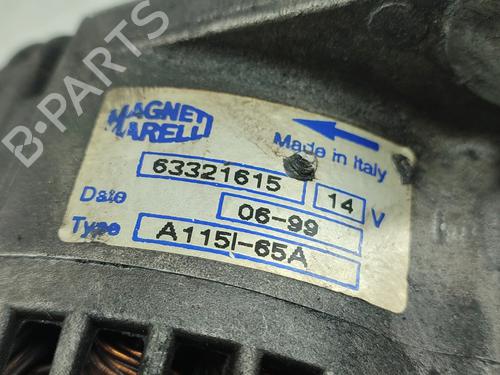 MAGNETI
MARELLI
Made in Italy
63321615
14 V
Date 06-99
Type A115I-65A
B-PARTS